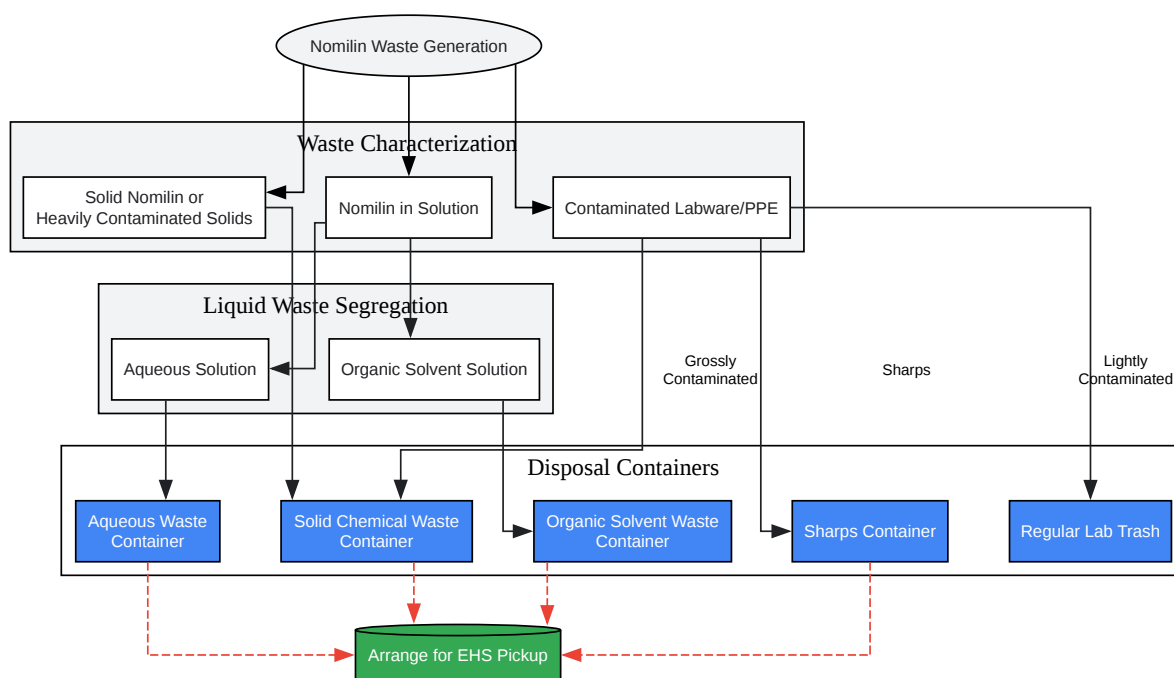 Nomilin Waste Generation
Waste Characterization
Solid Nomilin or
Heavily Contaminated Solids
Nomilin in Solution
Contaminated Labware/PPE
Liquid Waste Segregation
Aqueous Solution
Organic Solvent Solution
Grossly
Contaminated
Sharps
Lightly
Contaminated
Disposal Containers
Aqueous Waste
Container
Solid Chemical Waste
Container
Organic Solvent Waste
Container
Sharps Container
Regular Lab Trash
Arrange for EHS Pickup